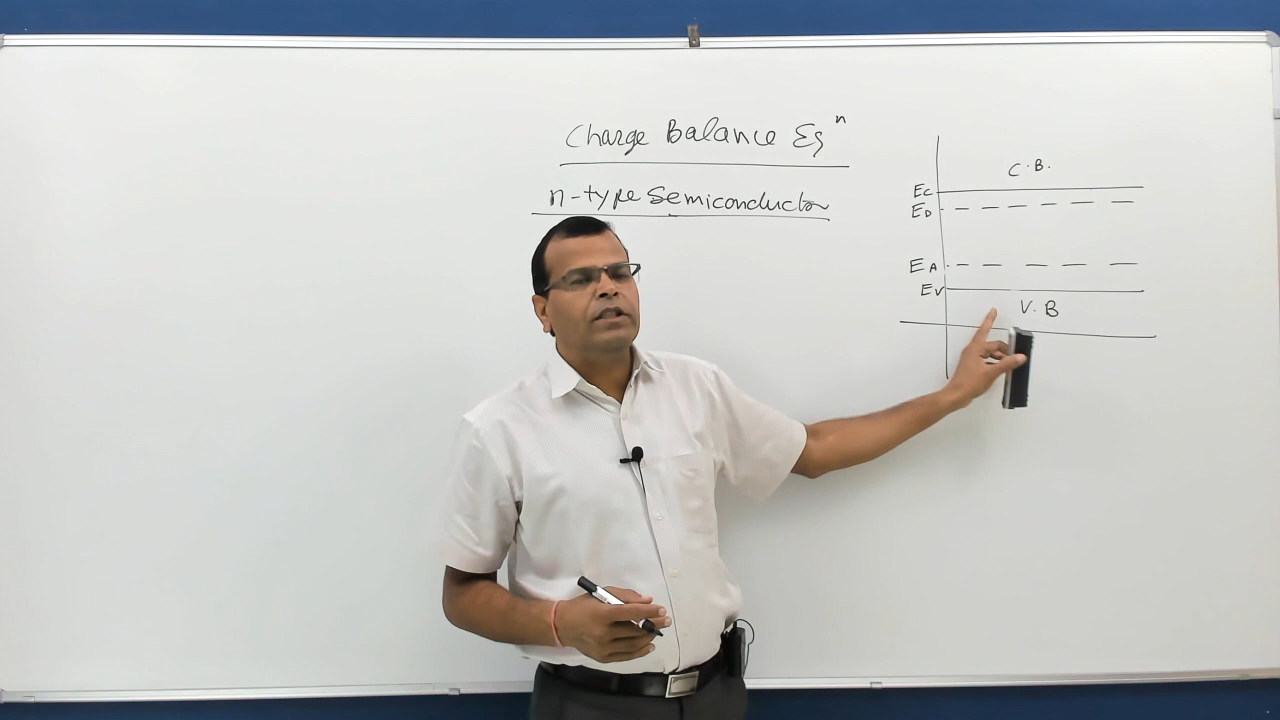 Charge Balance Eqⁿ
n-type Semiconductor
C.B.
Ec
ED
EA
Ev
V.B